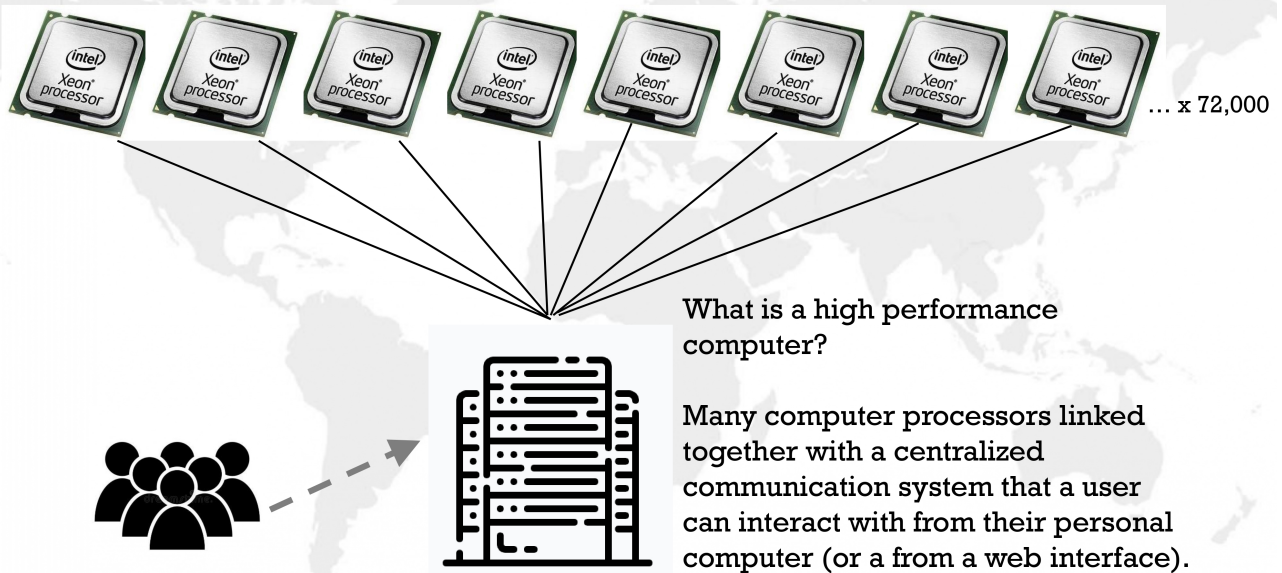 intel
Xeon®
processor
intel
Xeon®
processor
intel
Xeon®
processor
intel
Xeon®
processor
intel
Xeon®
processor
intel
Xeon®
processor
intel
Xeon®
processor
intel
Xeon®
processor
... x 72,000
What is a high performance
computer?
Many computer processors linked
together with a centralized
communication system that a user
can interact with from their personal
computer (or a from a web interface).